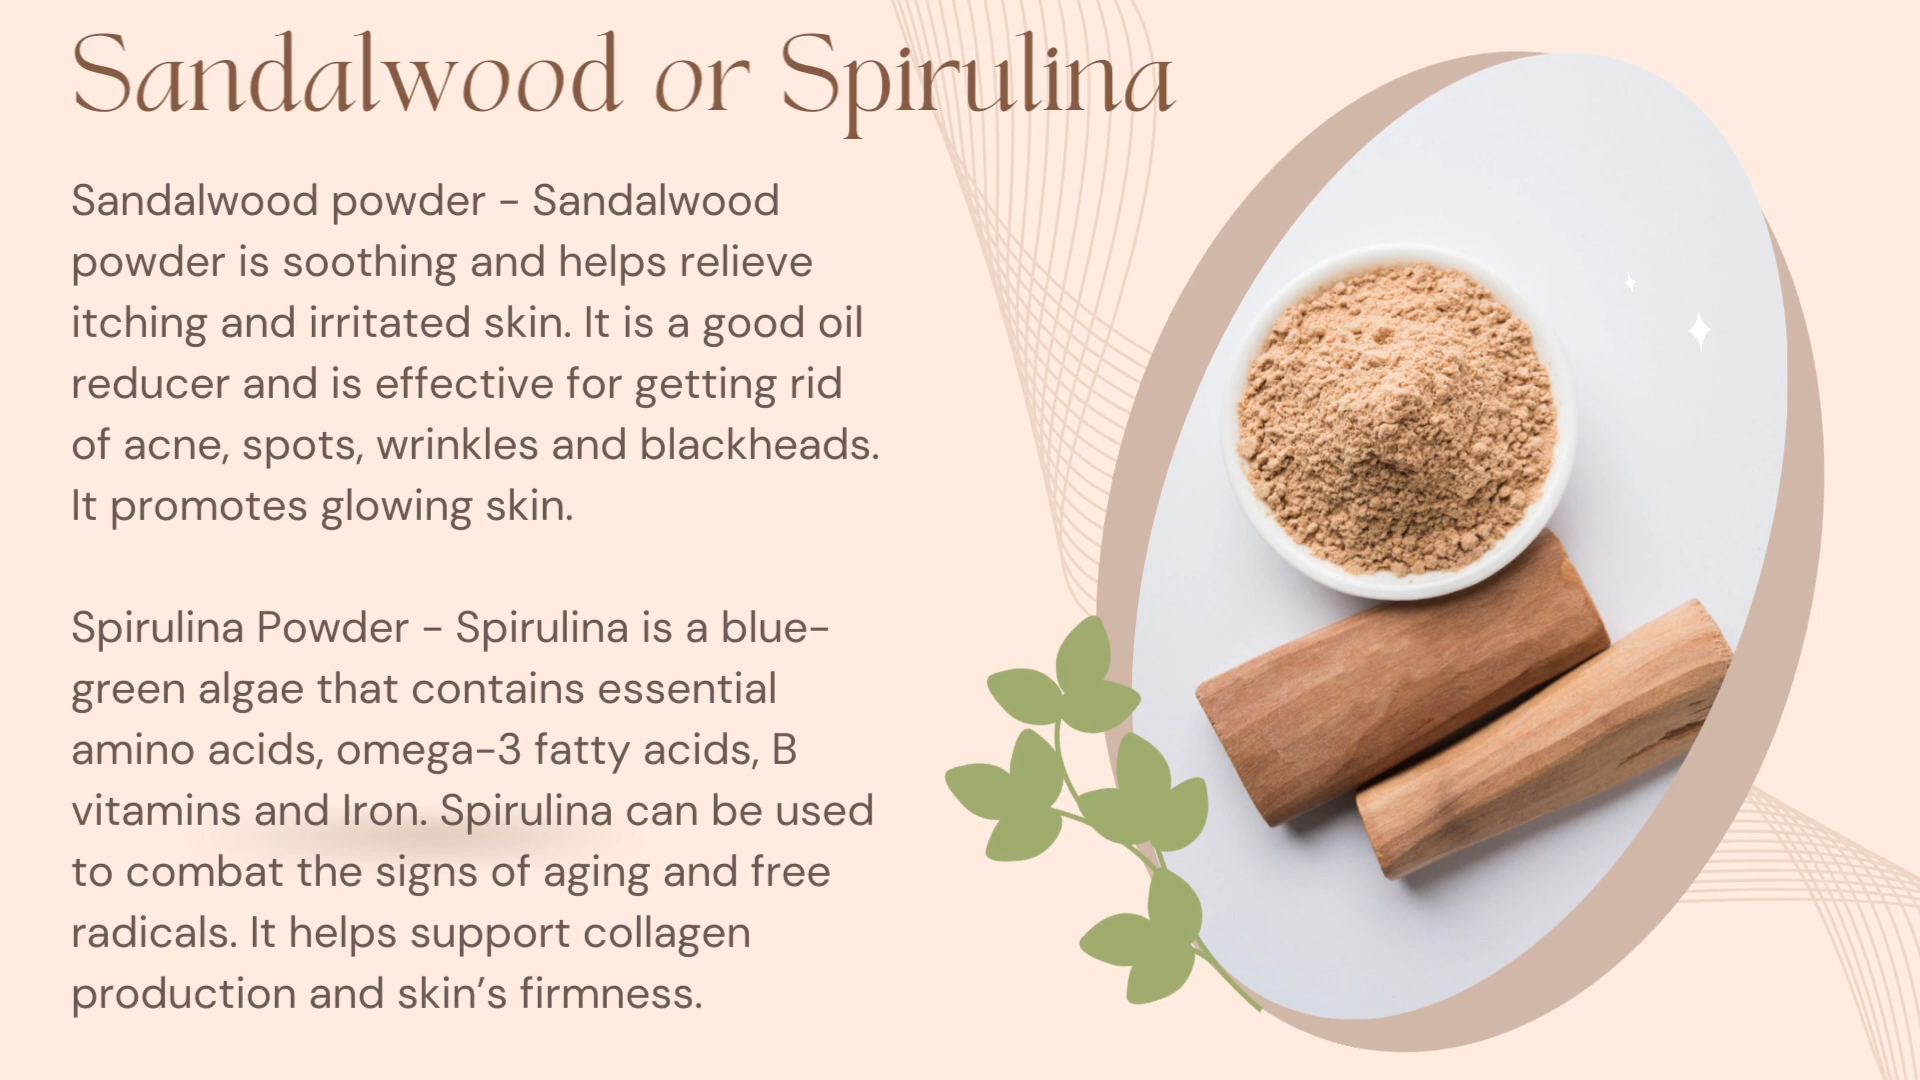 Sandalwood or Spirulina
Sandalwood powder - Sandalwood
powder is soothing and helps relieve
itching and irritated skin. It is a good oil
reducer and is effective for getting rid
of acne, spots, wrinkles and blackheads.
It promotes glowing skin.
Spirulina Powder - Spirulina is a blue-
green algae that contains essential
amino acids, omega-3 fatty acids, B
vitamins and Iron. Spirulina can be used
to combat the signs of aging and free
radicals. It helps support collagen
production and skin’s firmness.